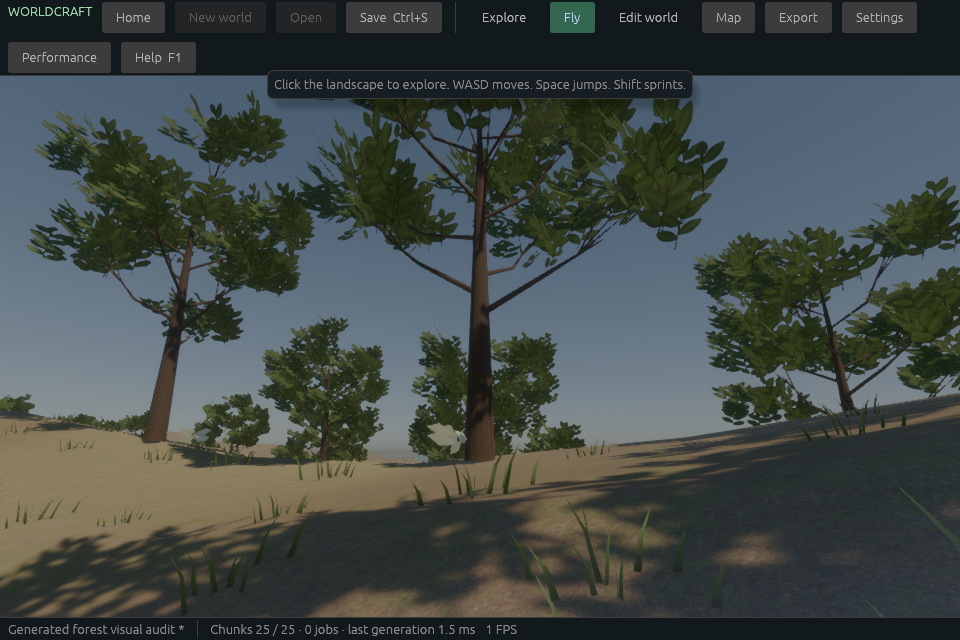 WORLDCRAFT Home New world Open Save Ctrl+S Explore Fly Edit world Map Export Settings
Performance Help F1
Click the landscape to explore. WASD moves. Space jumps. Shift sprints.
Generated forest visual audit * Chunks 25 / 25 · 0 jobs · last generation 1.5 ms 1 FPS